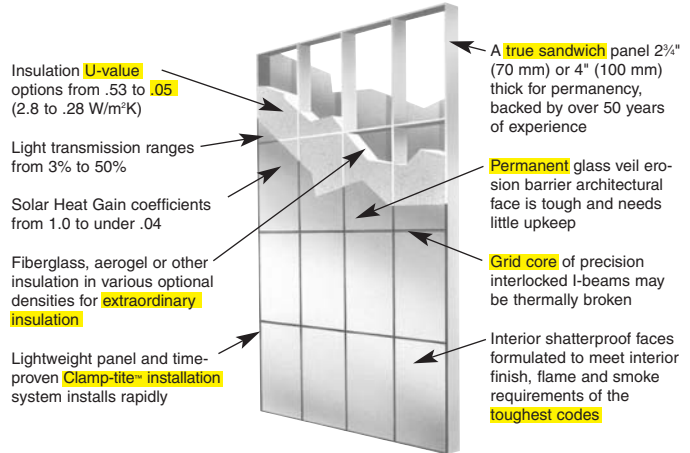 Insulation U-value
options from .53 to .05
(2.8 to .28 W/m²K)
Light transmission ranges
from 3% to 50%
Solar Heat Gain coefficients
from 1.0 to under .04
Fiberglass, aerogel or other
insulation in various optional
densities for extraordinary
insulation
Lightweight panel and time-
proven Clamp-tite™ installation
system installs rapidly
A true sandwich panel 2¾"
(70 mm) or 4" (100 mm)
thick for permanency,
backed by over 50 years
of experience
Permanent glass veil ero-
sion barrier architectural
face is tough and needs
little upkeep
Grid core of precision
interlocked I-beams may
be thermally broken
Interior shatterproof faces
formulated to meet interior
finish, flame and smoke
requirements of the
toughest codes